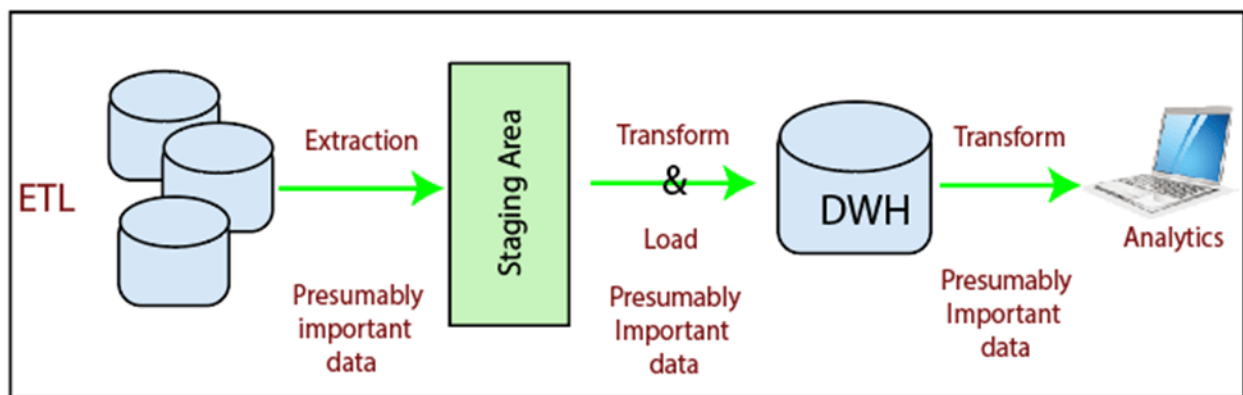 ETL
Extraction
Presumably
important
data
Staging Area
Transform
&
Load
Presumably
Important
data
DWH
Transform
Presumably
Important
data
Analytics